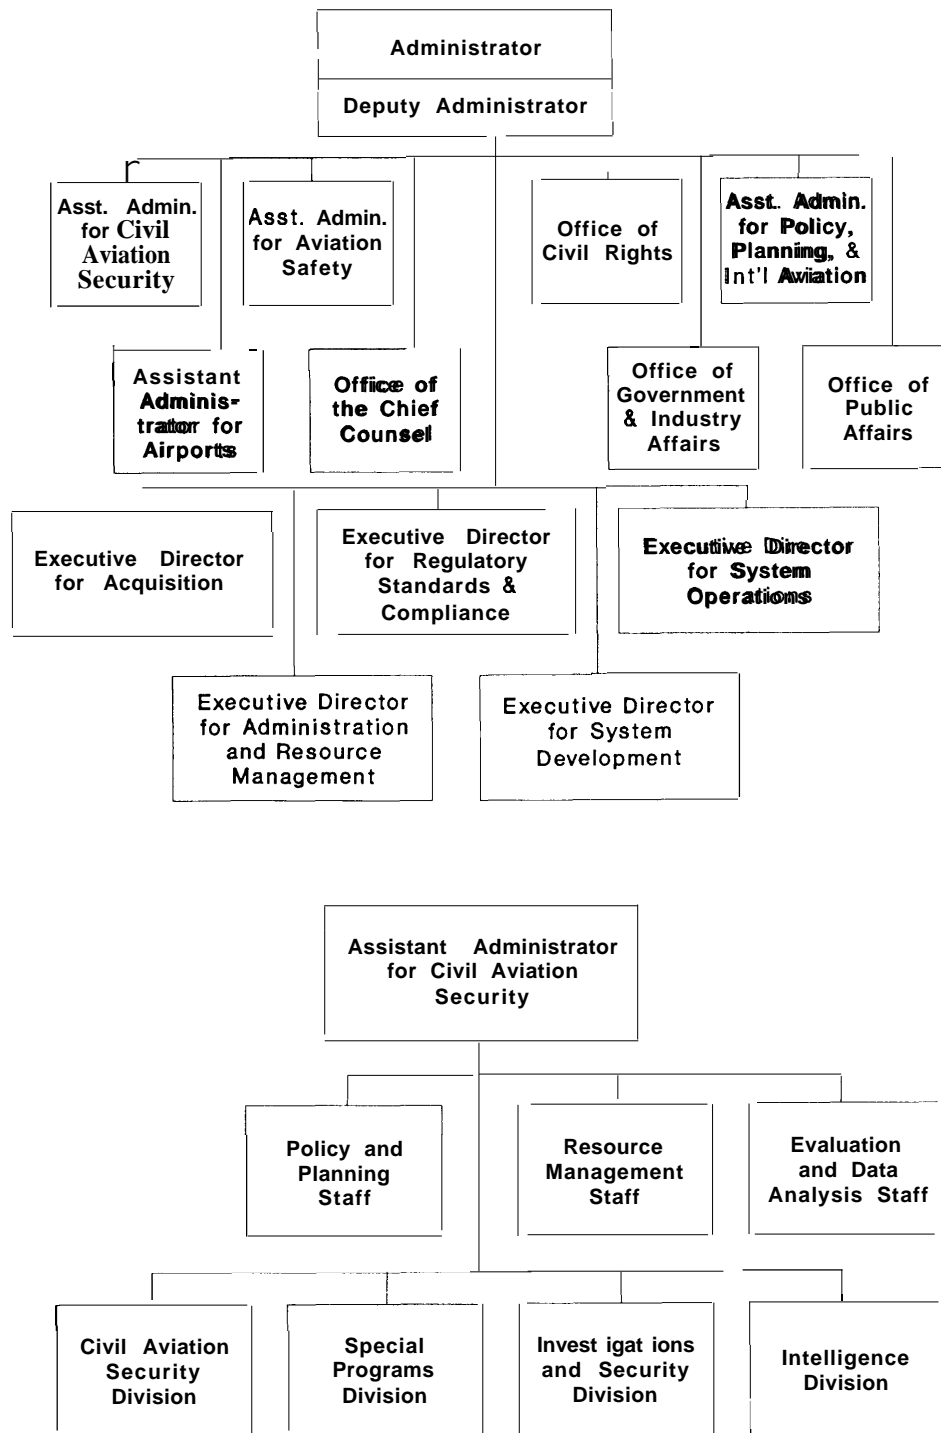 Administrator
Deputy Administrator
Asst. Admin.
for Civil
Aviation
Security
Asst. Admin.
for Aviation
Safety
Office of
Civil Rights
Asst. Admin.
for Policy,
Planning, &
Int'l Aviation
Assistant
Adminis-
trator for
Airports
Office of
the Chief
Counsel
Office of
Government
& Industry
Affairs
Office of
Public
Affairs
Executive Director
for Acquisition
Executive Director
for Regulatory
Standards &
Compliance
Executive Director
for System
Operations
Executive Director
for Administration
and Resource
Management
Executive Director
for System
Development
Assistant Administrator
for Civil Aviation
Security
Policy and
Planning
Staff
Resource
Management
Staff
Evaluation
and Data
Analysis Staff
Civil Aviation
Security
Division
Special
Programs
Division
Invest igat ions
and Security
Division
Intelligence
Division